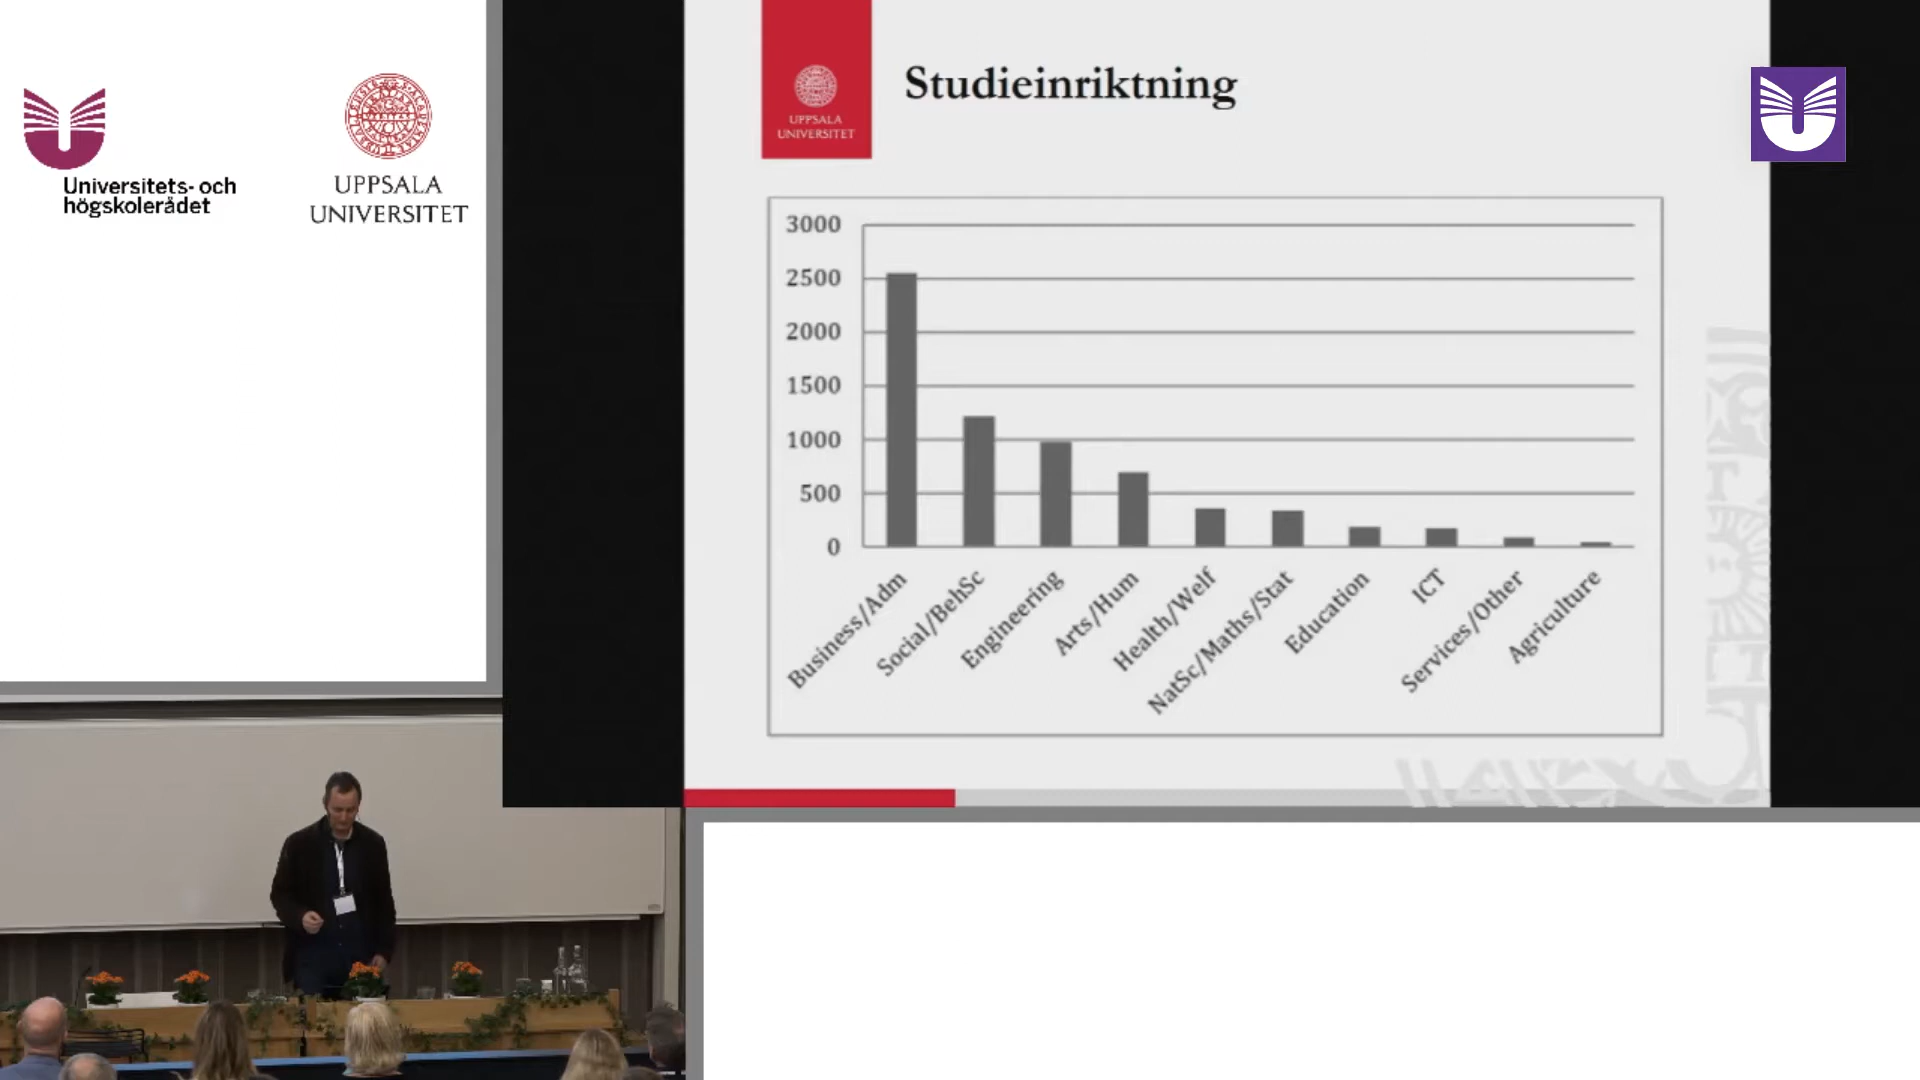 Universitets- och
högskolerådet
UPPSALA
UNIVERSITET
UPPSALA
UNIVERSITET
Studieinriktning
3000
2500
2000
1500
1000
500
0
Business/Adm
Social/BehSc
Engineering
Arts/Hum
Health/Welf
NatSc/Maths/Stat
Education
ICT
Services/Other
Agriculture